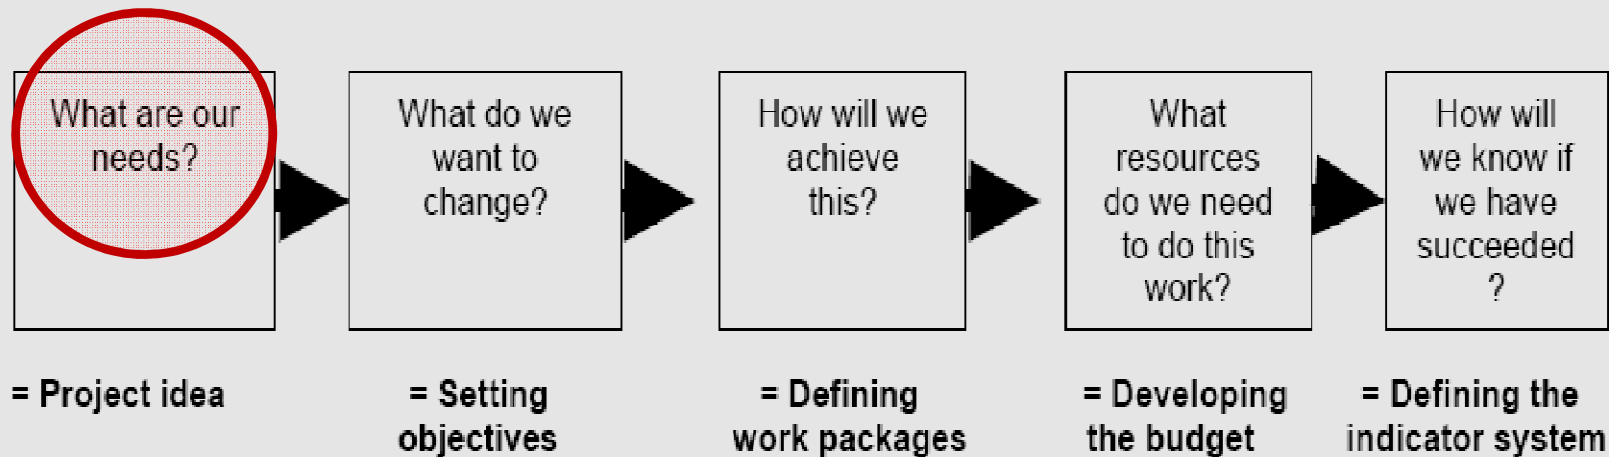 What are our
needs?
What do we
want to
change?
How will we
achieve
this?
What
resources
do we need
to do this
work?
How will
we know if
we have
succeeded
?
= Project idea
= Setting
objectives
= Defining
work packages
= Developing
the budget
= Defining the
indicator system